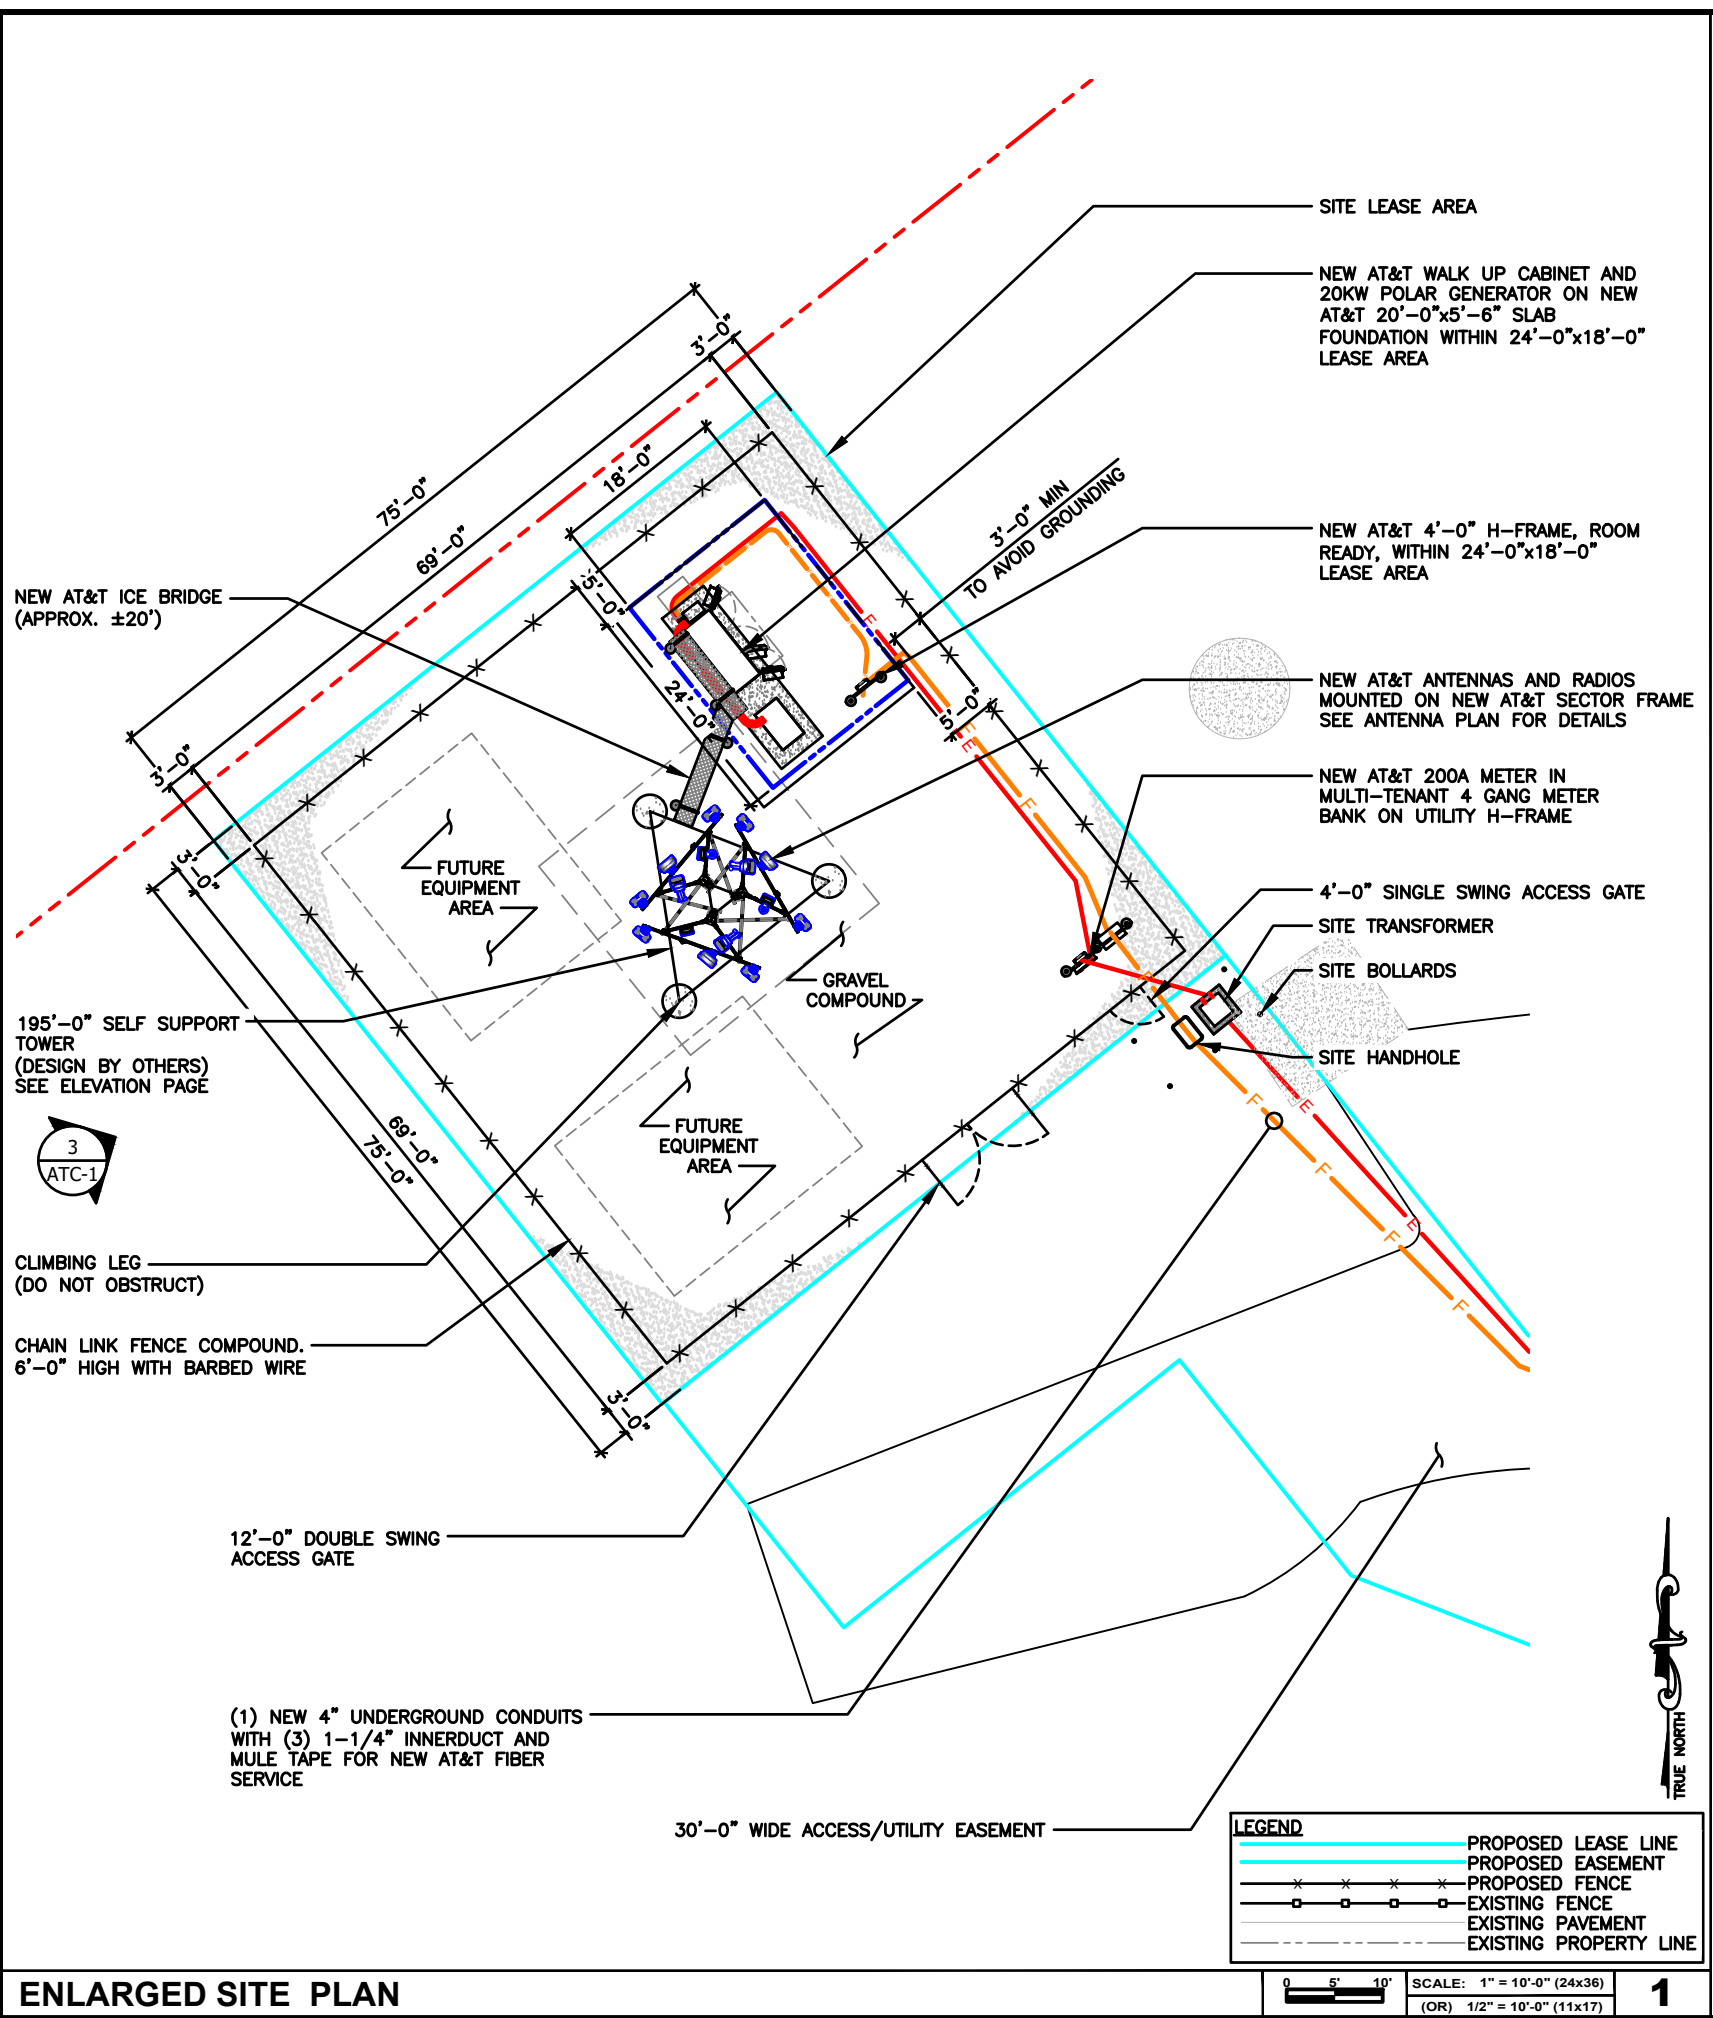 SITE LEASE AREA
NEW AT&T WALK UP CABINET AND
20KW POLAR GENERATOR ON NEW
AT&T 20'-0"x5'-6" SLAB
FOUNDATION WITHIN 24'-0"x18'-0"
LEASE AREA
3'-0"
18'-0"
75'-0"
69'-0"
3'-0" MIN
TO AVOID GROUNDING
NEW AT&T 4'-0" H-FRAME, ROOM
READY, WITHIN 24'-0"x18'-0"
LEASE AREA
NEW AT&T ICE BRIDGE
(APPROX. ±20')
5'-0"
24'-0"
5'-0"
E
E
F
F
F
NEW AT&T ANTENNAS AND RADIOS
MOUNTED ON NEW AT&T SECTOR FRAME
SEE ANTENNA PLAN FOR DETAILS
3'-0"
3'-0"
NEW AT&T 200A METER IN
MULTI-TENANT 4 GANG METER
BANK ON UTILITY H-FRAME
FUTURE
EQUIPMENT
AREA
4'-0" SINGLE SWING ACCESS GATE
SITE TRANSFORMER
SITE BOLLARDS
GRAVEL
COMPOUND
195'-0" SELF SUPPORT
TOWER
(DESIGN BY OTHERS)
SEE ELEVATION PAGE
SITE HANDHOLE
3
ATC-1
69'-0"
75'-0"
FUTURE
EQUIPMENT
AREA
F
E
F
E
F
F
CLIMBING LEG
(DO NOT OBSTRUCT)
CHAIN LINK FENCE COMPOUND.
6'-0" HIGH WITH BARBED WIRE
3'-0"
12'-0" DOUBLE SWING
ACCESS GATE
(1) NEW 4" UNDERGROUND CONDUITS
WITH (3) 1-1/4" INNERDUCT AND
MULE TAPE FOR NEW AT&T FIBER
SERVICE
30'-0" WIDE ACCESS/UTILITY EASEMENT
TRUE NORTH
LEGEND
PROPOSED LEASE LINE
PROPOSED EASEMENT
X X X X PROPOSED FENCE
EXISTING FENCE
EXISTING PAVEMENT
EXISTING PROPERTY LINE
ENLARGED SITE PLAN
0 5' 10'
SCALE: 1" = 10'-0" (24x36)
(OR) 1/2" = 10'-0" (11x17)
1